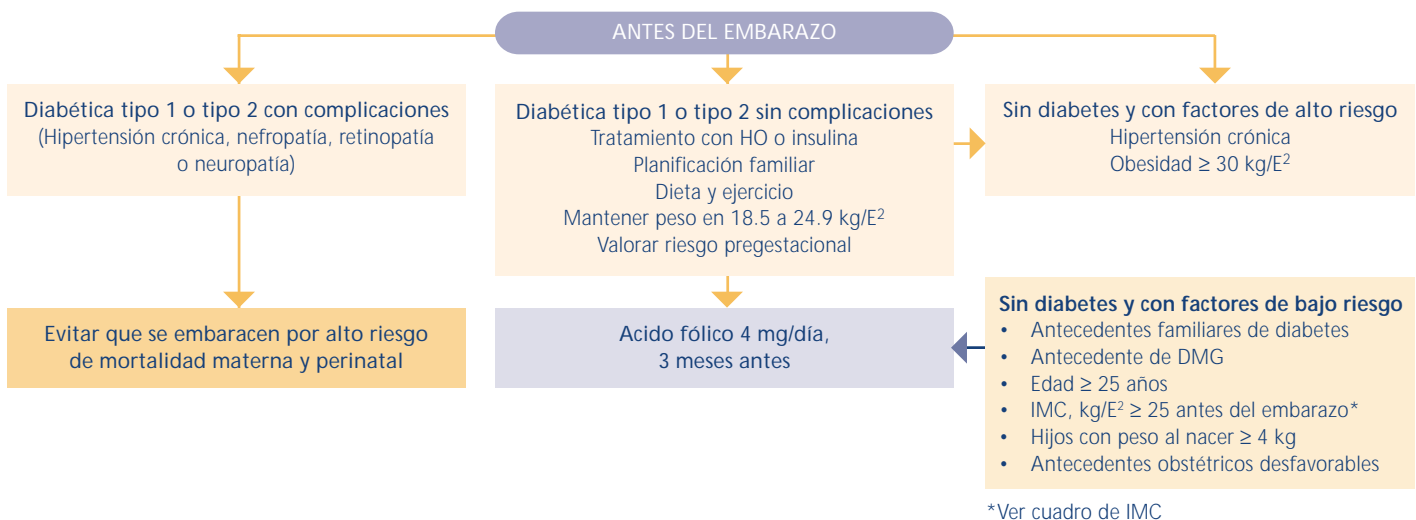 ANTES DEL EMBARAZO
Diabética tipo 1 o tipo 2 con complicaciones
(Hipertensión crónica, nefropatía, retinopatía
o neuropatía)
Evitar que se embaracen por alto riesgo
de mortalidad materna y perinatal
Diabética tipo 1 o tipo 2 sin complicaciones
Tratamiento con HO o insulina
Planificación familiar
Dieta y ejercicio
Mantener peso en 18.5 a 24.9 kg/E²
Valorar riesgo pregestacional
Acido fólico 4 mg/día,
3 meses antes
Sin diabetes y con factores de alto riesgo
Hipertensión crónica
Obesidad ≥ 30 kg/E²
Sin diabetes y con factores de bajo riesgo
• Antecedentes familiares de diabetes
• Antecedente de DMG
• Edad ≥ 25 años
• IMC, kg/E² ≥ 25 antes del embarazo*
• Hijos con peso al nacer ≥ 4 kg
• Antecedentes obstétricos desfavorables
*Ver cuadro de IMC